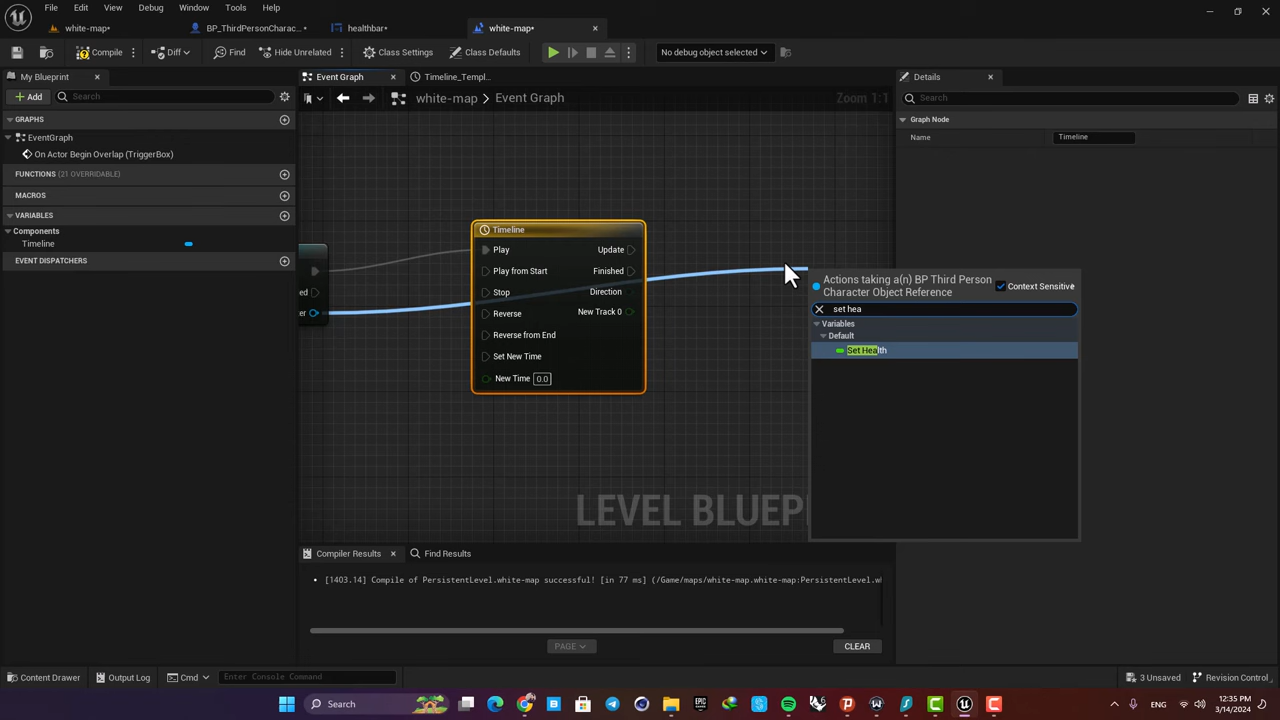 File Edit View Debug Window Tools Help
white-map*
BP_ThirdPersonCharac...*
healthbar*
white-map*
Compile
Diff
Find
Hide Unrelated
Class Settings
Class Defaults
No debug object selected
My Blueprint
Event Graph
Timeline_Templ...
Details
Add
Search
white-map > Event Graph
Zoom 1:1
Search
GRAPHS
Graph Node
EventGraph
Name
Timeline
On Actor Begin Overlap (TriggerBox)
FUNCTIONS (21 OVERRIDABLE)
MACROS
VARIABLES
Components
Timeline
EVENT DISPATCHERS
Timeline
Play
Update
Play from Start
Finished
Stop
Direction
Reverse
New Track 0
Reverse from End
Set New Time
New Time 0.0
ed
er
Actions taking a(n) BP Third Person
Character Object Reference
Context Sensitive
set hea
Variables
Default
Set Health
LEVEL BLUEP
Compiler Results
Find Results
[1403.14] Compile of PersistentLevel.white-map successful! [in 77 ms] (/Game/maps/white-map.white-map:PersistentLevel.w
PAGE
CLEAR
Content Drawer
Output Log
Cmd
Enter Console Command
3 Unsaved
Revision Control
Search
12:35 PM
3/14/2024